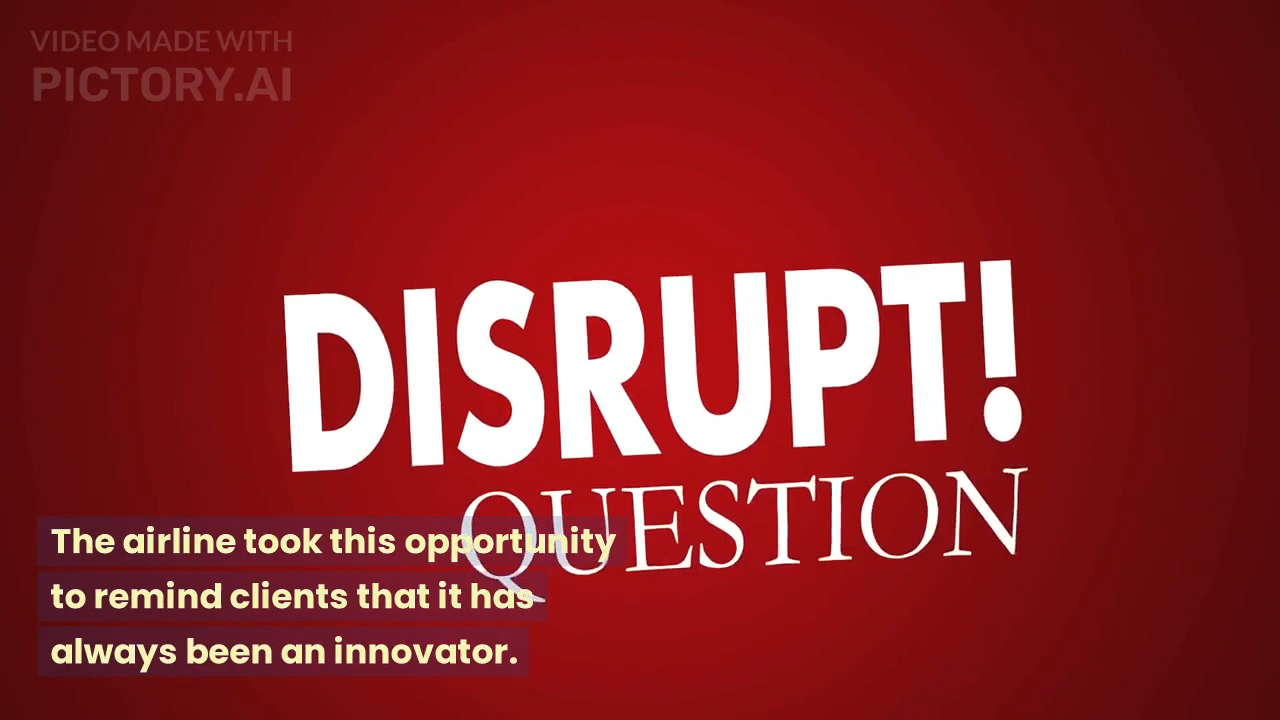 VIDEO MADE WITH
PICTORY.AI
DISRUPT!
QUESTION
The airline took this opportunity
to remind clients that it has
always been an innovator.